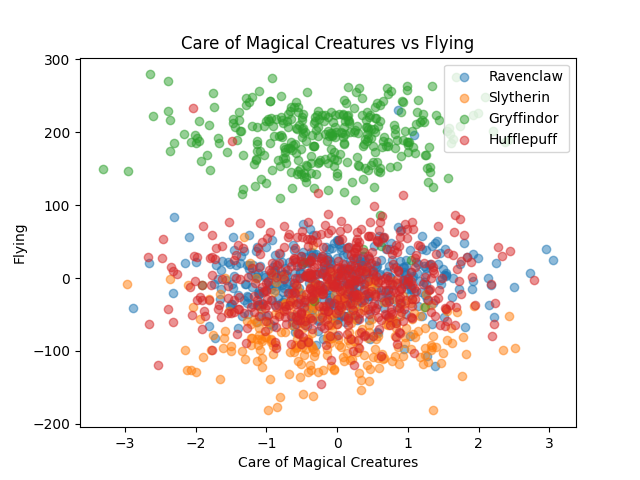 Care of Magical Creatures vs Flying
Ravenclaw
Slytherin
Gryffindor
Hufflepuff
300
200
100
0
−100
−200
Flying
−3 −2 −1 0 1 2 3
Care of Magical Creatures